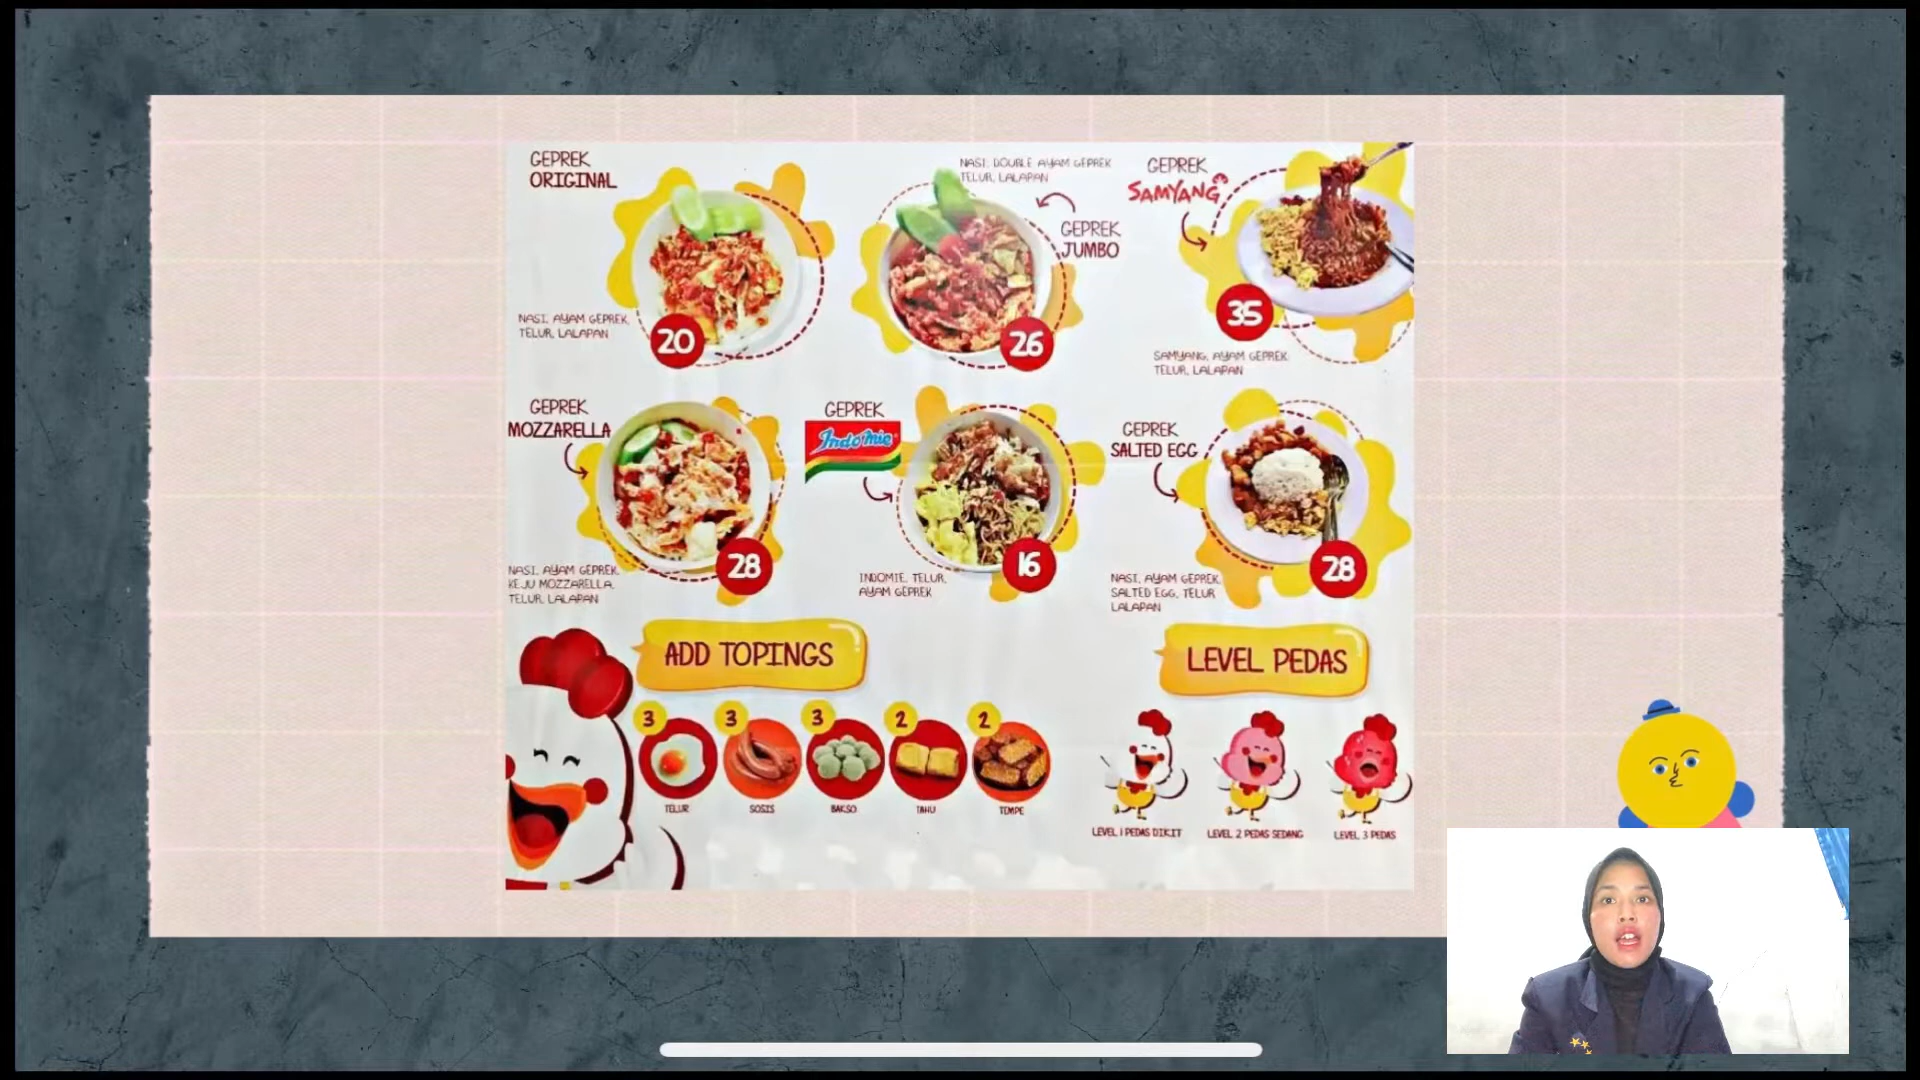 GEPREK
ORIGINAL
NASI, AYAM GEPREK,
TELUR, LALAPAN
20
NASI, DOUBLE AYAM GEPREK
TELUR, LALAPAN
GEPREK
JUMBO
26
GEPREK
SAMYANG
35
SAMYANG, AYAM GEPREK,
TELUR, LALAPAN
GEPREK
MOZZARELLA
28
NASI, AYAM GEPREK,
KEJU MOZZARELLA,
TELUR, LALAPAN
GEPREK
Indomie
16
INDOMIE, TELUR,
AYAM GEPREK
GEPREK
SALTED EGG
28
NASI, AYAM GEPREK,
SALTED EGG, TELUR
LALAPAN
ADD TOPINGS
3
3
3
2
2
TELUR
SOSIS
BAKSO
TAHU
TEMPE
LEVEL PEDAS
LEVEL 1 PEDAS DIKIT
LEVEL 2 PEDAS SEDANG
LEVEL 3 PEDAS